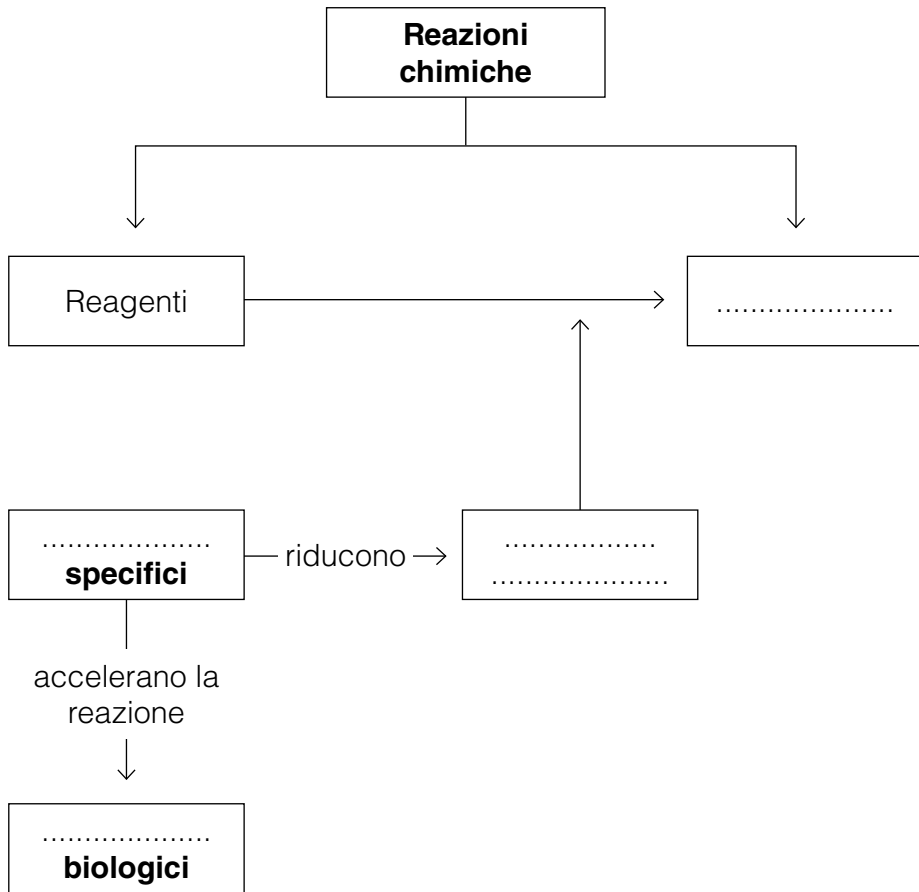 Reazioni
chimiche
Reagenti
.....................
....................
specifici
riducono
..................
.....................
accelerano la
reazione
....................
biologici